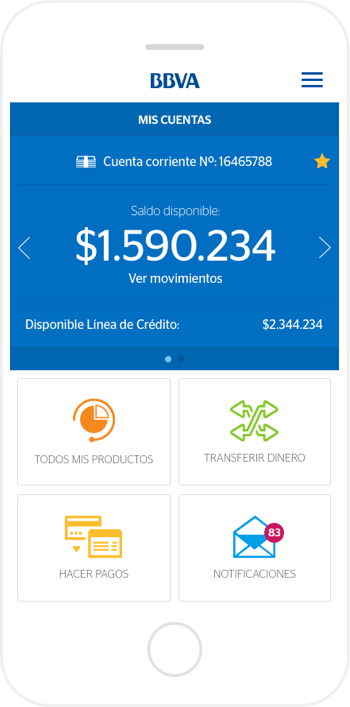 BBVA
MIS CUENTAS
Cuenta corriente Nº: 16465788
Saldo disponible:
$1.590.234
Ver movimientos
Disponible Línea de Crédito: $2.344.234
TODOS MIS PRODUCTOS
TRANSFERIR DINERO
HACER PAGOS
83
NOTIFICACIONES